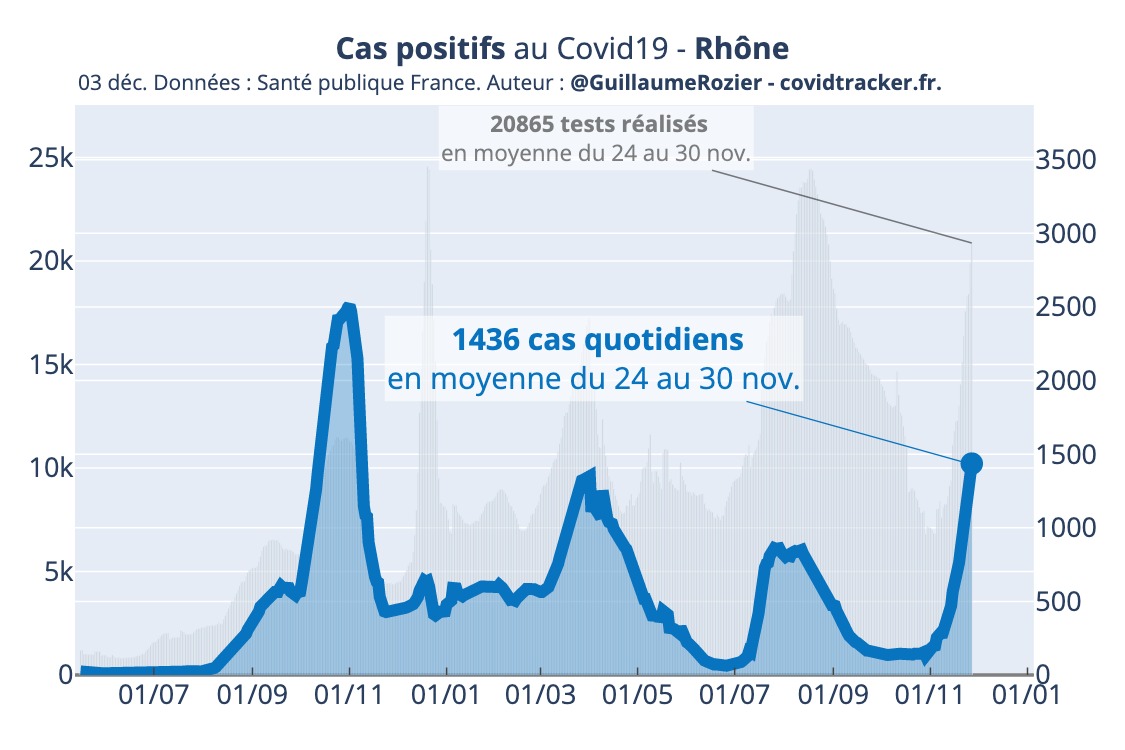 Cas positifs au Covid19 - Rhône
03 déc. Données : Santé publique France. Auteur : @GuillaumeRozier - covidtracker.fr.
20865 tests réalisés
en moyenne du 24 au 30 nov.
25k
3500
3000
20k
2500
1436 cas quotidiens
en moyenne du 24 au 30 nov.
15k
2000
10k
1500
1000
5k
500
0
0
01/07 01/09 01/11 01/01 01/03 01/05 01/07 01/09 01/11 01/01